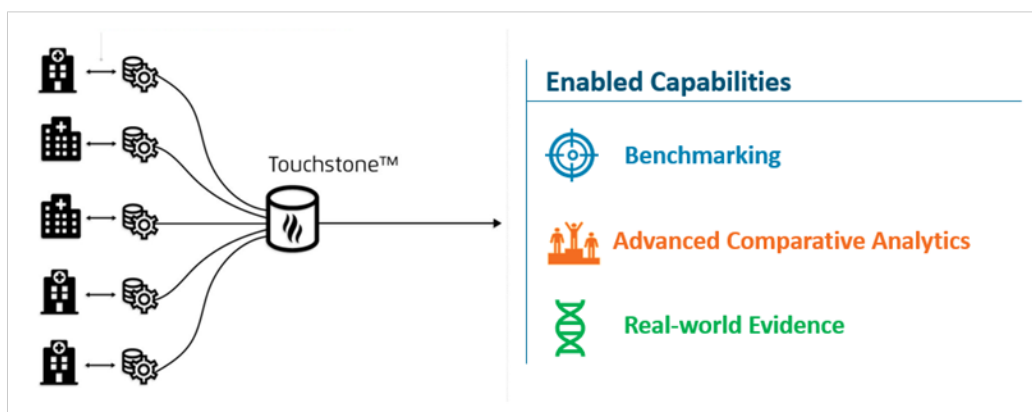 Touchstone™
Enabled Capabilities
Benchmarking
Advanced Comparative Analytics
Real-world Evidence